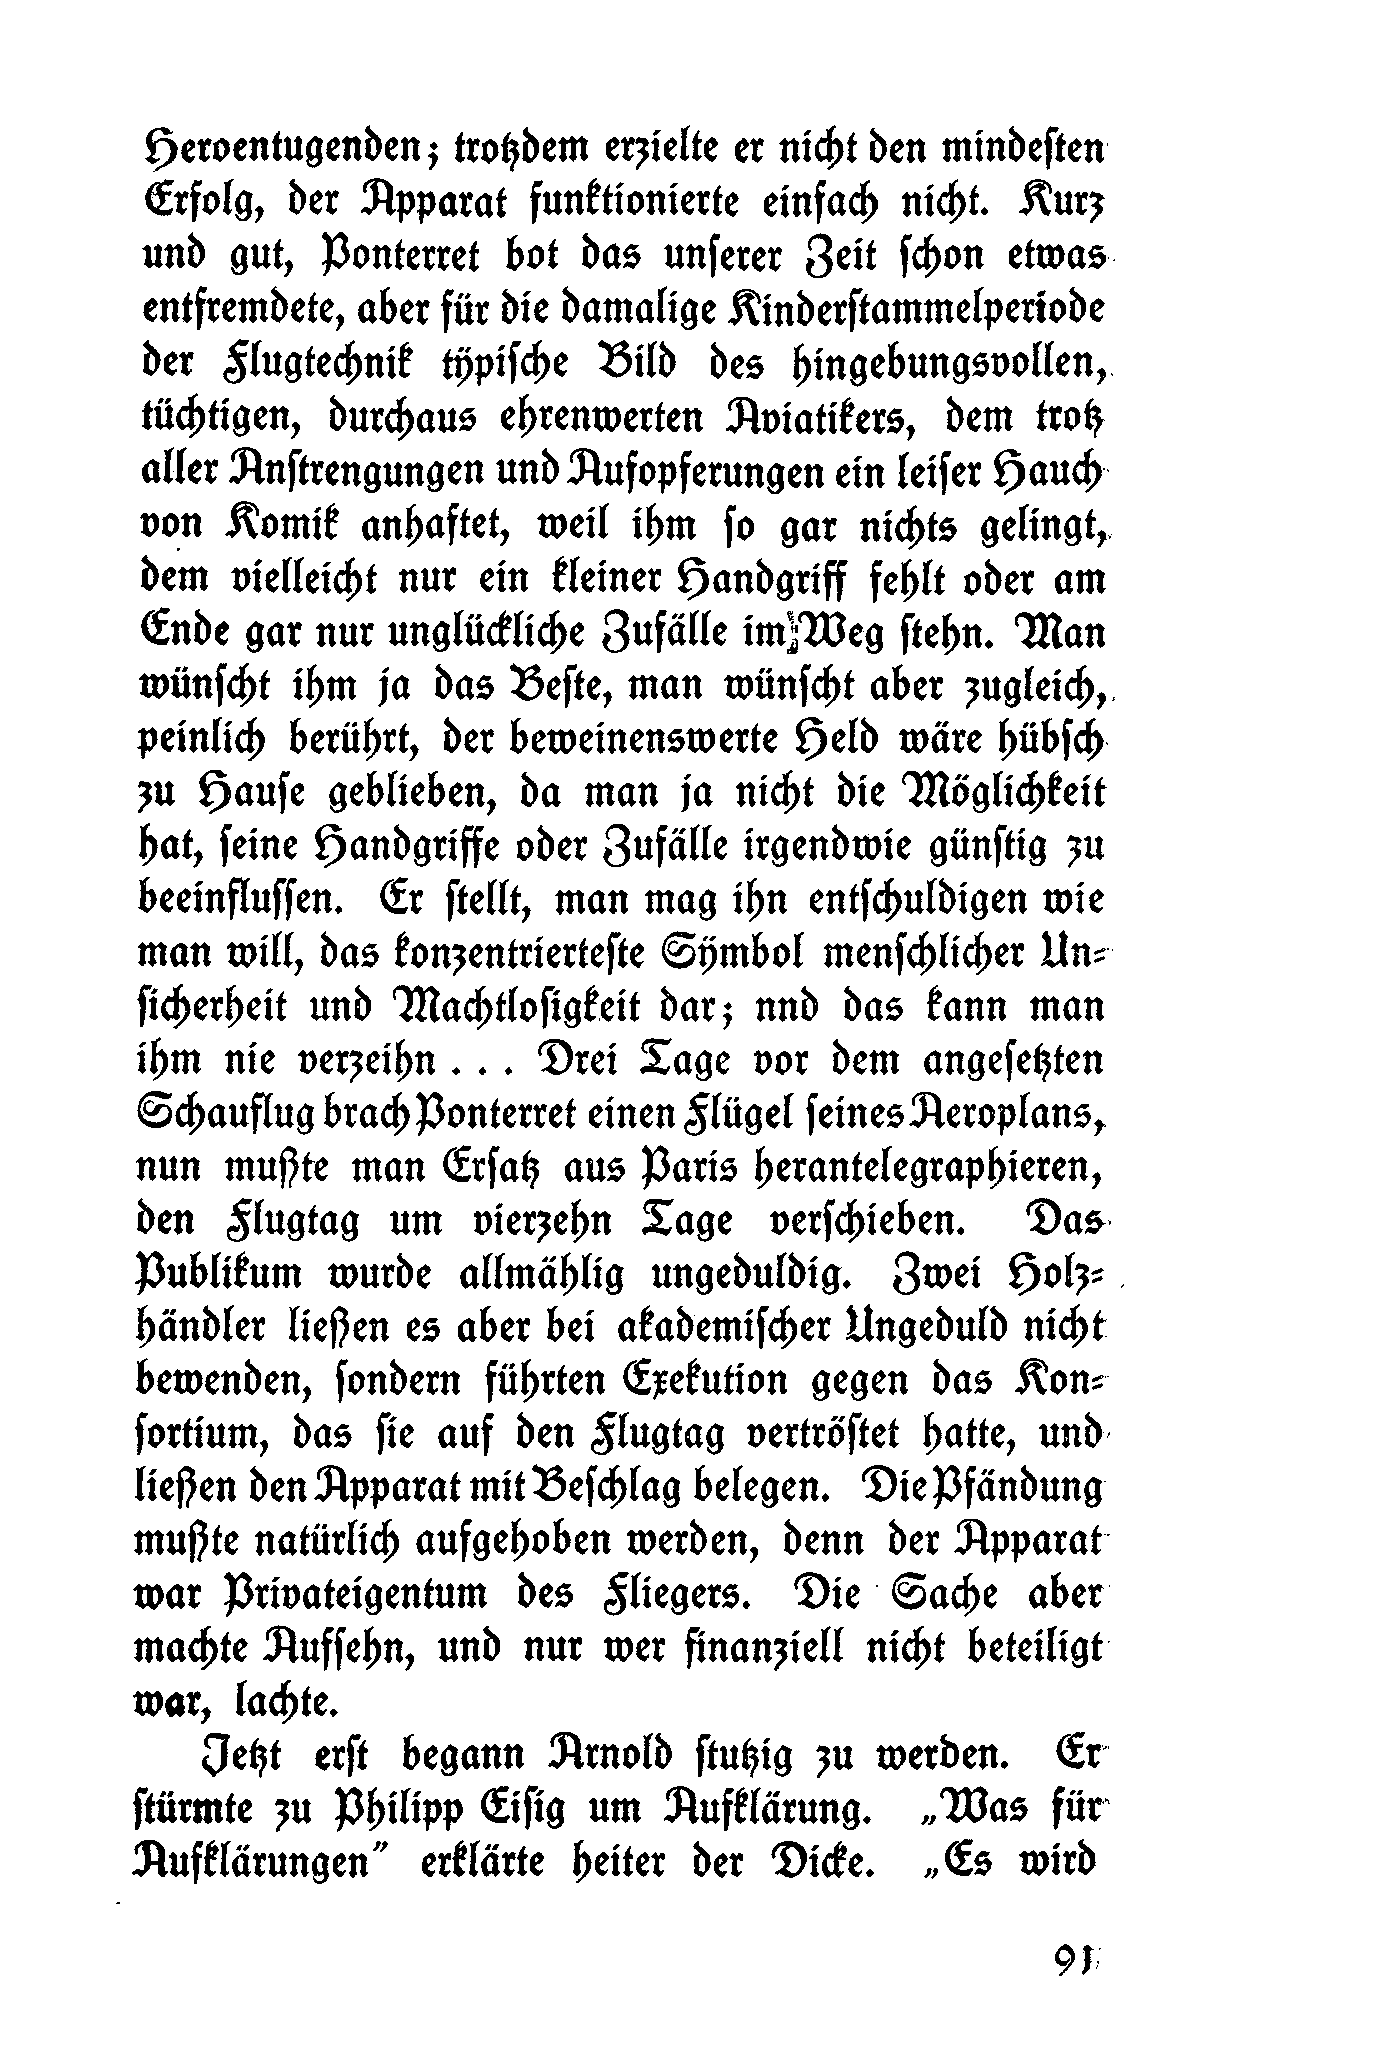 Heroentugenden; trotzdem erzielte er nicht den mindesten
Erfolg, der Apparat funktionierte einfach nicht. Kurz
und gut, Ponterret bot das unserer Zeit schon etwas
entfremdete, aber für die damalige Kinderstammelperiode
der Flugtechnik tÿpische Bild des hingebungsvollen,
tüchtigen, durchaus ehrenwerten Aviatikers, dem trotz
aller Anstrengungen und Aufopferungen ein leiser Hauch
von Komik anhaftet, weil ihm so gar nichts gelingt,
dem vielleicht nur ein kleiner Handgriff fehlt oder am
Ende gar nur unglückliche Zufälle im Weg stehn. Man
wünscht ihm ja das Beste, man wünscht aber zugleich,
peinlich berührt, der beweinenswerte Held wäre hübsch
zu Hause geblieben, da man ja nicht die Möglichkeit
hat, seine Handgriffe oder Zufälle irgendwie günstig zu
beeinflussen. Er stellt, man mag ihn entschuldigen wie
man will, das konzentrierteste Sÿmbol menschlicher Un-
sicherheit und Machtlosigkeit dar; nnd das kann man
ihm nie verzeihn . . . Drei Tage vor dem angesetzten
Schauflug brach Ponterret einen Flügel seines Aeroplans,
nun mußte man Ersatz aus Paris herantelegraphieren,
den Flugtag um vierzehn Tage verschieben. Das
Publikum wurde allmählig ungeduldig. Zwei Holz-
händler ließen es aber bei akademischer Ungeduld nicht
bewenden, sondern führten Exekution gegen das Kon-
sortium, das sie auf den Flugtag vertröstet hatte, und
ließen den Apparat mit Beschlag belegen. Die Pfändung
mußte natürlich aufgehoben werden, denn der Apparat
war Privateigentum des Fliegers. Die Sache aber
machte Aufsehn, und nur wer finanziell nicht beteiligt
war, lachte.
Jetzt erst begann Arnold stutzig zu werden. Er
stürmte zu Philipp Eisig um Aufklärung. „Was für
Aufklärungen" erklärte heiter der Dicke. „Es wird
91